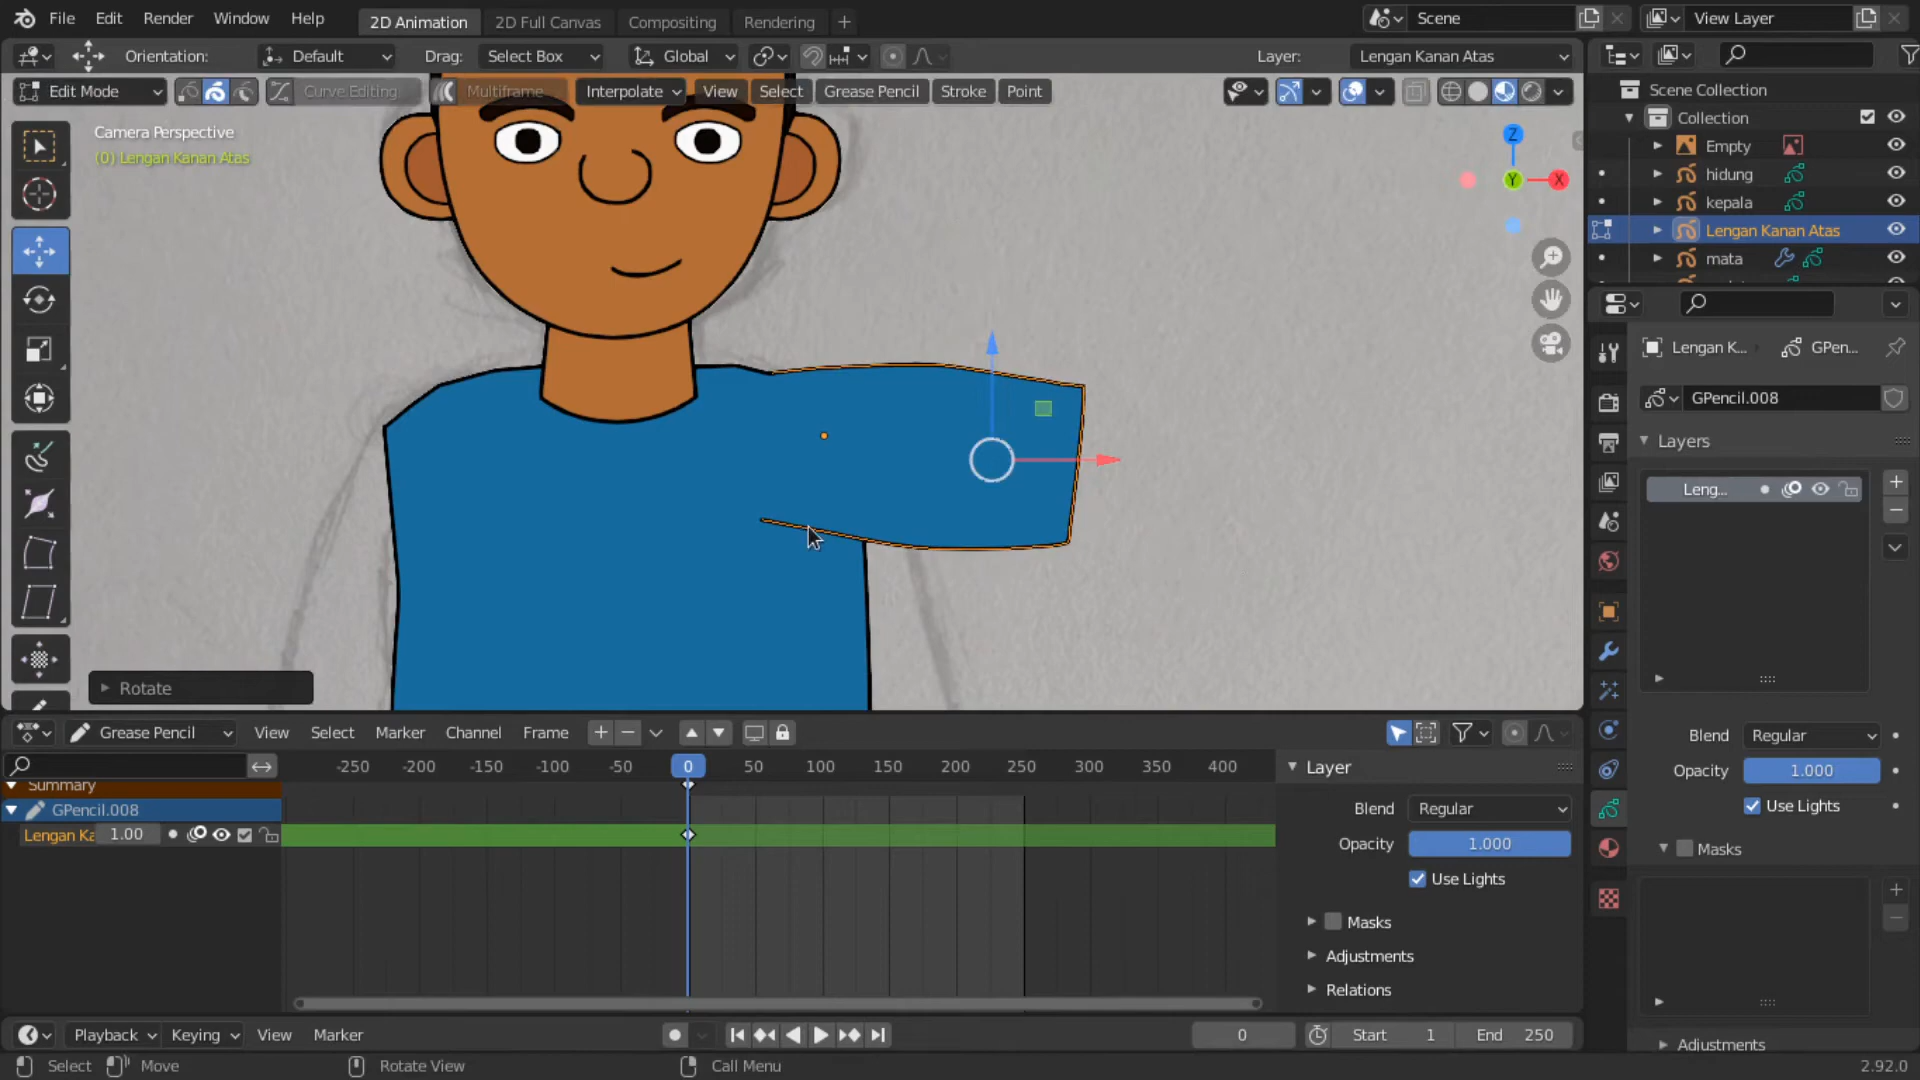 File Edit Render Window Help 2D Animation 2D Full Canvas Compositing Rendering Scene View Layer
Orientation: Default Drag: Select Box Global Layer: Lengan Kanan Atas
Edit Mode Curve Editing Multiframe Interpolate View Select Grease Pencil Stroke Point
Camera Perspective
(0) Lengan Kanan Atas
Z
Y
X
Rotate
Scene Collection
Collection
Empty
hidung
kepala
Lengan Kanan Atas
mata
Lengan K... GPen...
GPencil.008
Layers
Leng...
Blend Regular
Opacity 1.000
Use Lights
Masks
Adjustments
Grease Pencil View Select Marker Channel Frame
-250 -200 -150 -100 -50 0 50 100 150 200 250 300 350 400
Summary
GPencil.008
Lengan Ka 1.00
Layer
Blend Regular
Opacity 1.000
Use Lights
Masks
Adjustments
Relations
Playback Keying View Marker 0 Start 1 End 250
Select Move Rotate View Call Menu 2.92.0